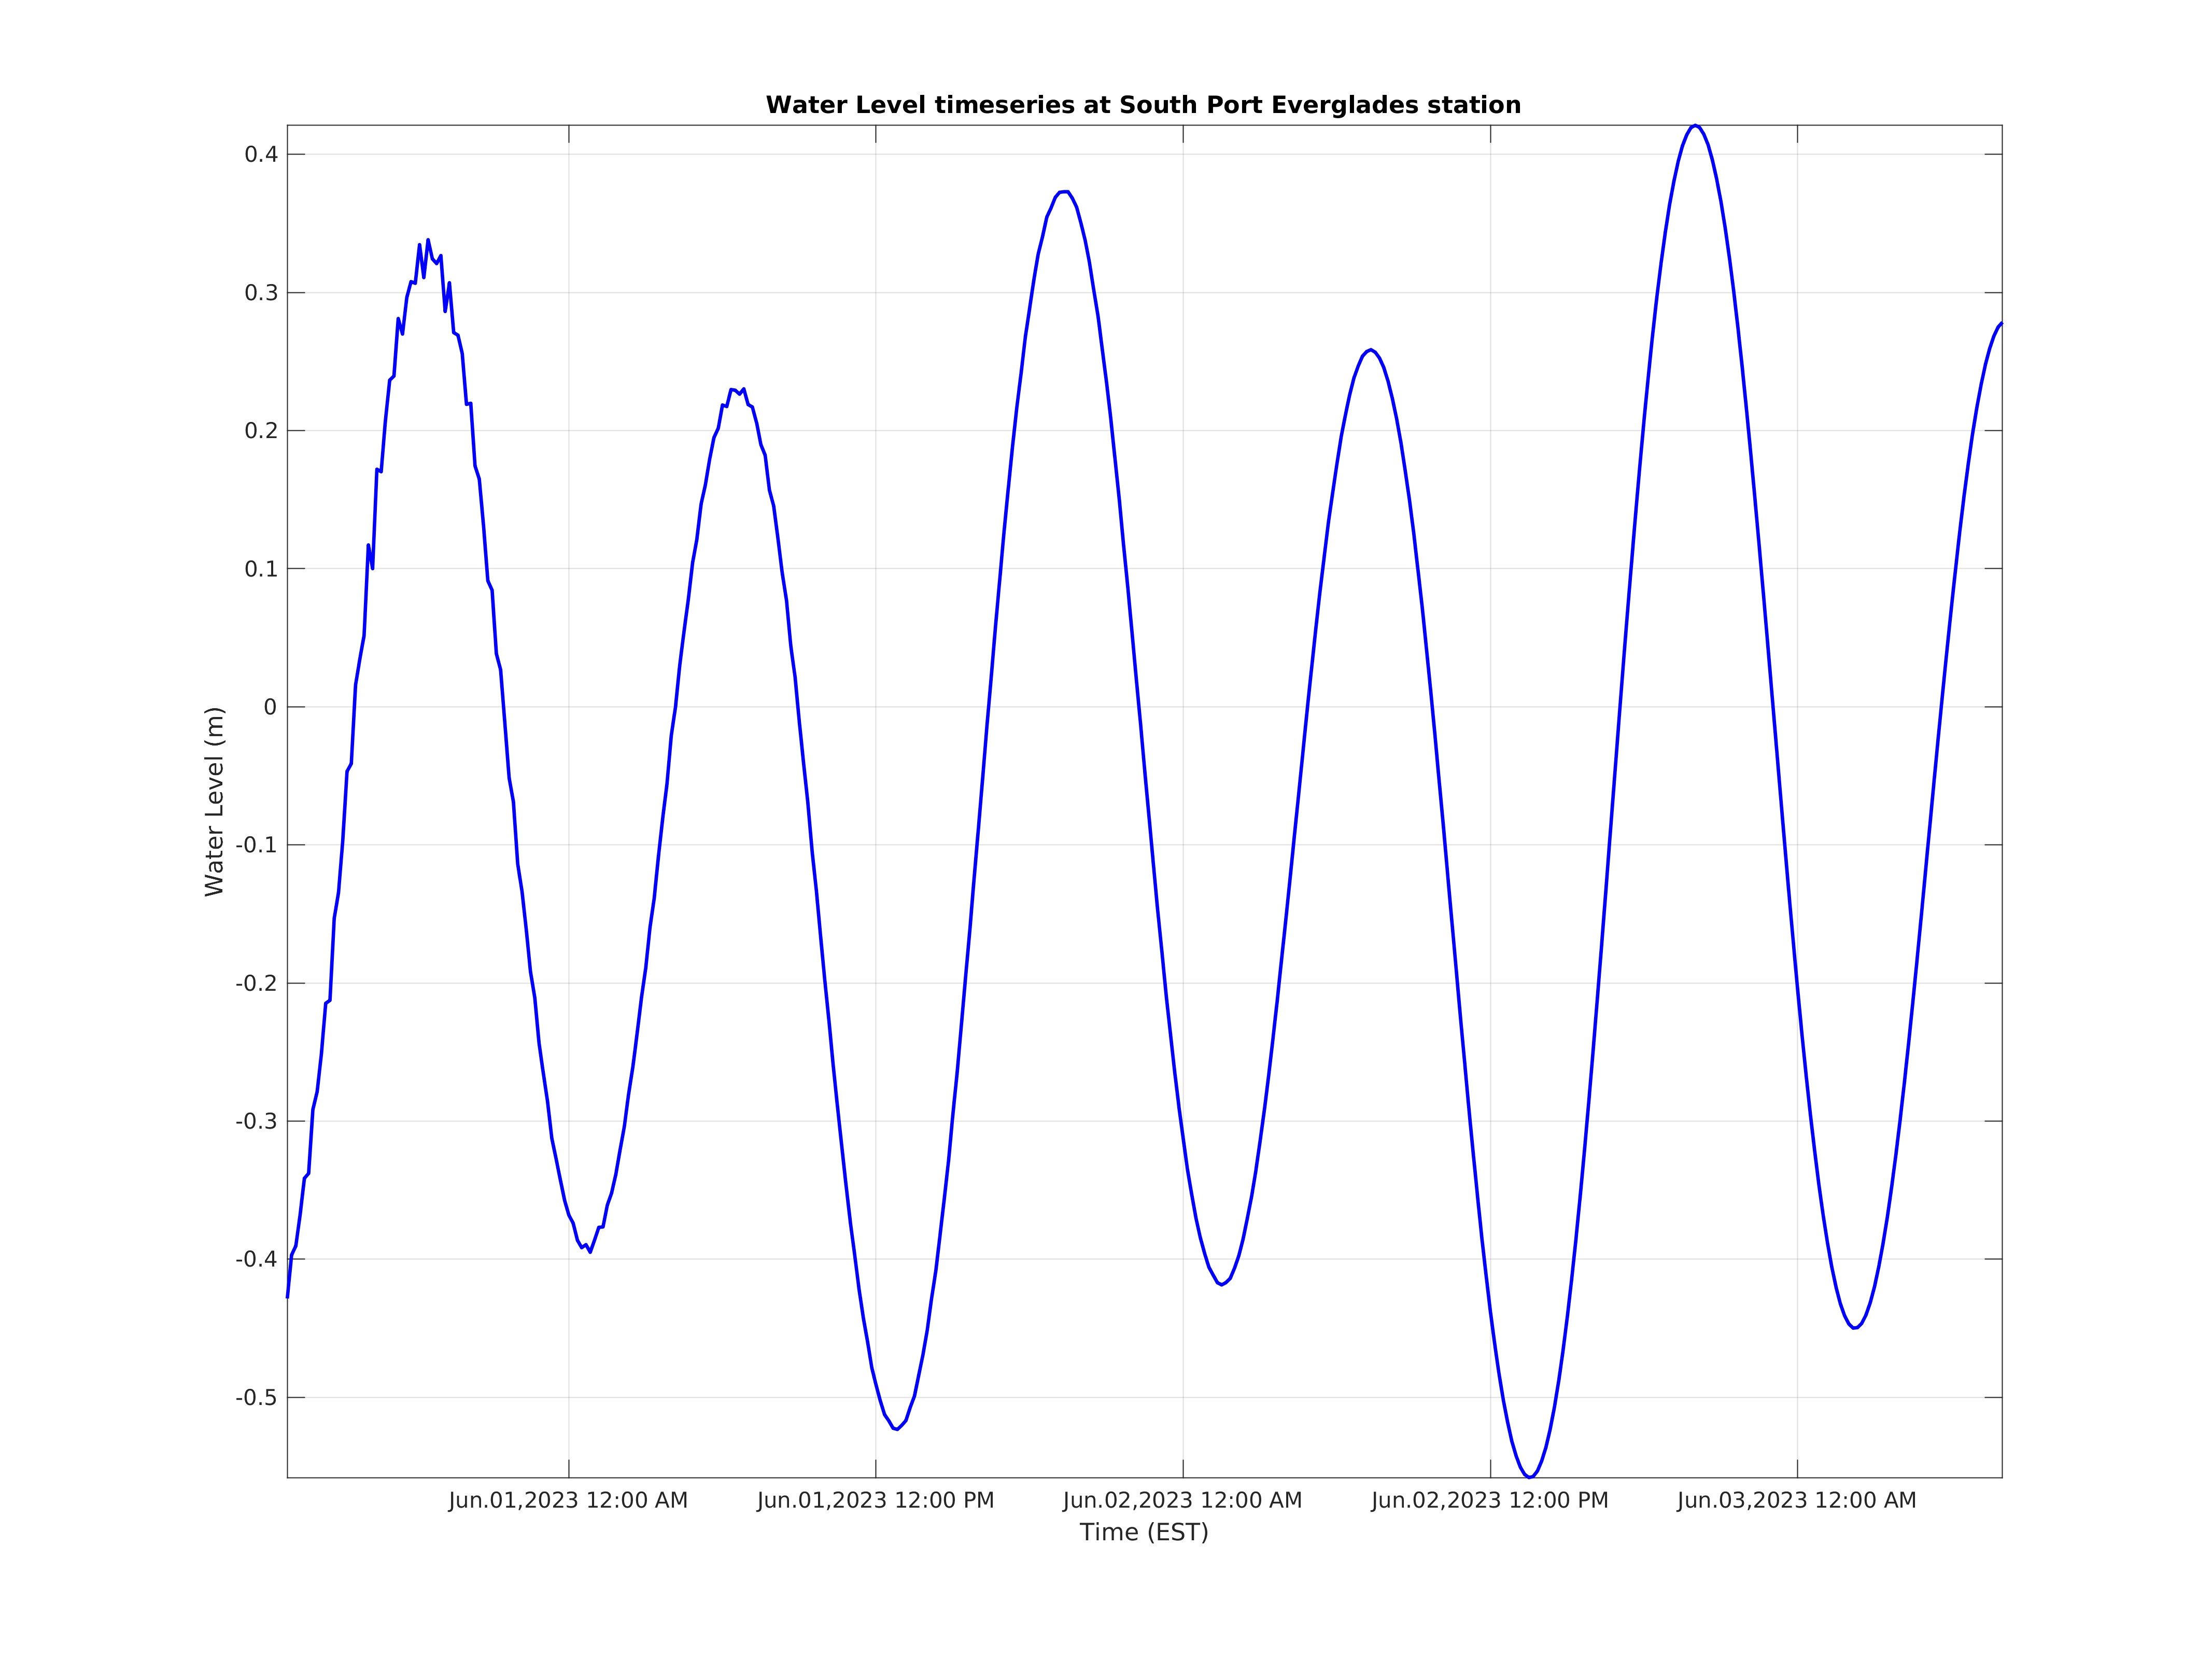 Water Level timeseries at South Port Everglades station
0.4
0.3
0.2
0.1
0
-0.1
-0.2
-0.3
-0.4
-0.5
Water Level (m)
Jun.01,2023 12:00 AM
Jun.01,2023 12:00 PM
Jun.02,2023 12:00 AM
Jun.02,2023 12:00 PM
Jun.03,2023 12:00 AM
Time (EST)